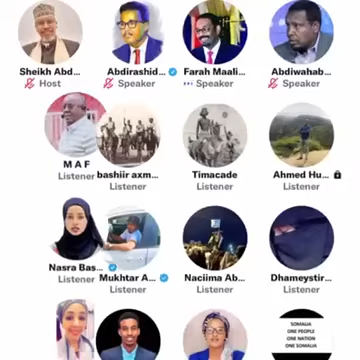 Sheikh Abd...
Host
Abdirashid...
Speaker
Farah Maali...
Speaker
Abdiwahab...
Speaker
M A F
Listener
bashiir axm...
Listener
Timacade
Listener
Ahmed Hu...
Listener
Nasra Bas...
Listener
Mukhtar A...
Listener
Naciima Ab...
Listener
Dhameystir...
Listener
SOMALIA
ONE PEOPLE
ONE NATION
ONE SOMALIA